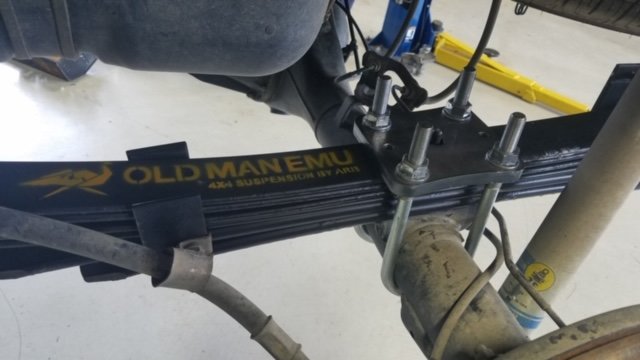 OLD MAN EMU
4X4 SUSPENSION BY ARB